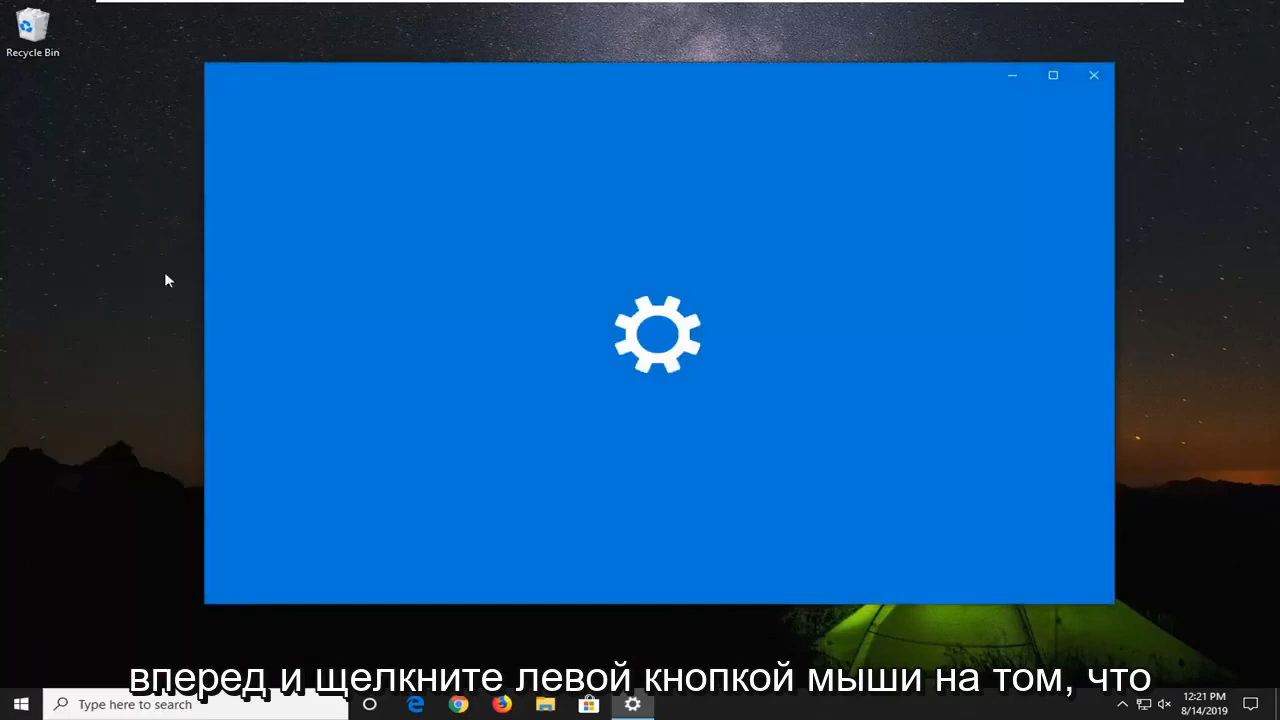 Recycle Bin
вперед и щелкните левой кнопкой мыши на том, что
Type here to search
12:21 PM
8/14/2019